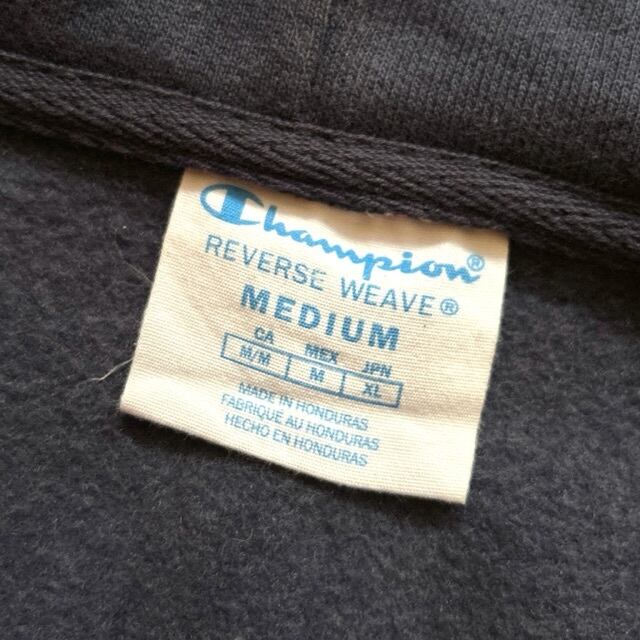 Champion®
REVERSE WEAVE®
MEDIUM
CA MEX JPN
M/M M XL
MADE IN HONDURAS
FABRIQUE AU HONDURAS
HECHO EN HONDURAS